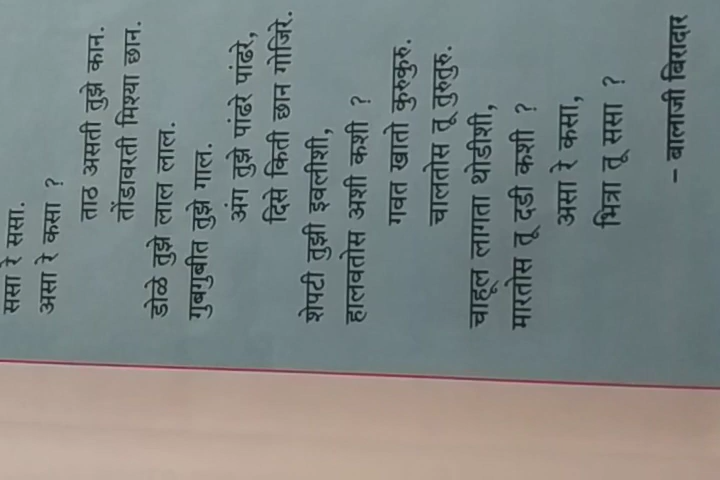 ससा रे ससा.
असा रे कसा ?
ताठ असती तुझे कान.
तोंडावरती मिश्या छान.
डोळे तुझे लाल लाल.
गुबगुबीत तुझे गाल.
अंग तुझे पांढरे पांढरे,
दिसे किती छान गोजिरे.
शेपटी तुझी इवलीशी,
हालवतोस अशी कशी ?
गवत खातो कुरुकुरु.
चालतोस तू तुरुतुरु.
चाहूल लागता थोडीशी,
मारतोस तू दडी कशी ?
असा रे कसा,
भित्रा तू ससा ?
– बालाजी बिरादार